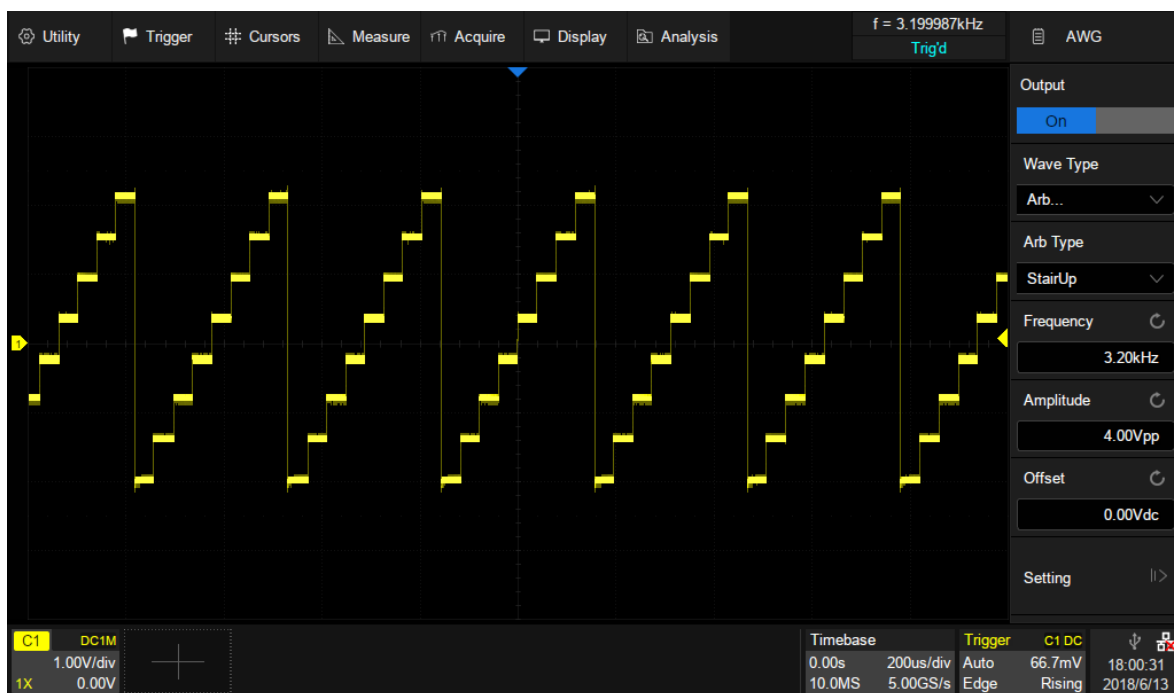 Utility Trigger Cursors Measure Acquire Display Analysis f = 3.199987kHz AWG
Trig'd
Output
On
Wave Type
Arb...
Arb Type
StairUp
Frequency
3.20kHz
Amplitude
4.00Vpp
Offset
0.00Vdc
Setting
1
C1 DC1M Timebase Trigger C1 DC
1.00V/div 0.00s 200us/div Auto 66.7mV 18:00:31
1X 0.00V 10.0MS 5.00GS/s Edge Rising 2018/6/13